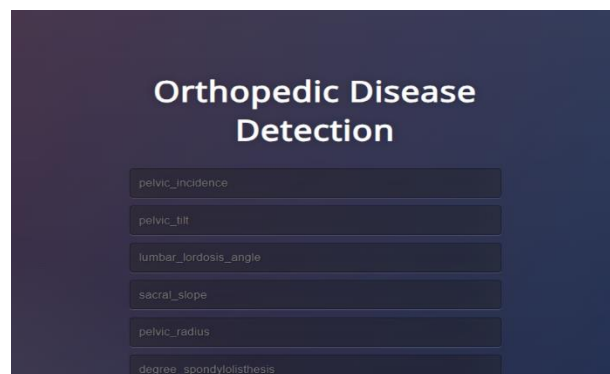 Orthopedic Disease
Detection
pelvic_incidence
pelvic_tilt
lumbar_lordosis_angle
sacral_slope
pelvic_radius
degree_spondylolisthesis